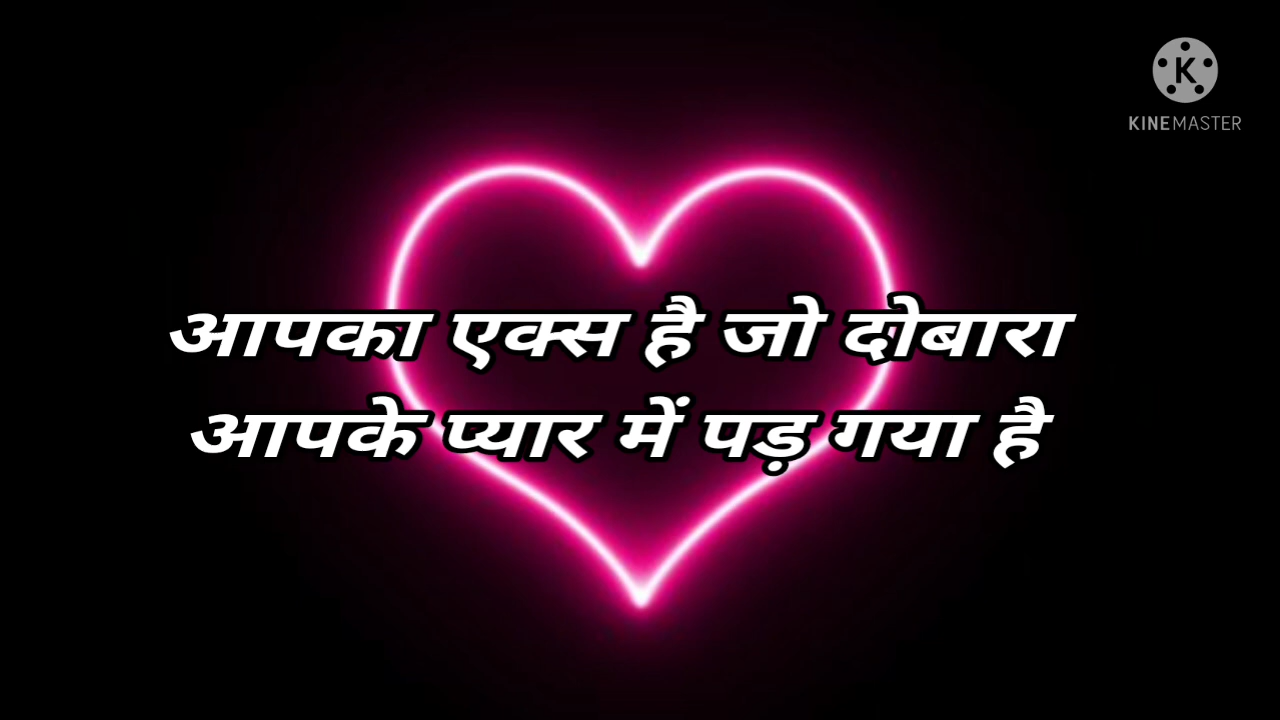 KINEMASTER
आपका एक्स है जो दोबारा
आपके प्यार में पड़ गया है